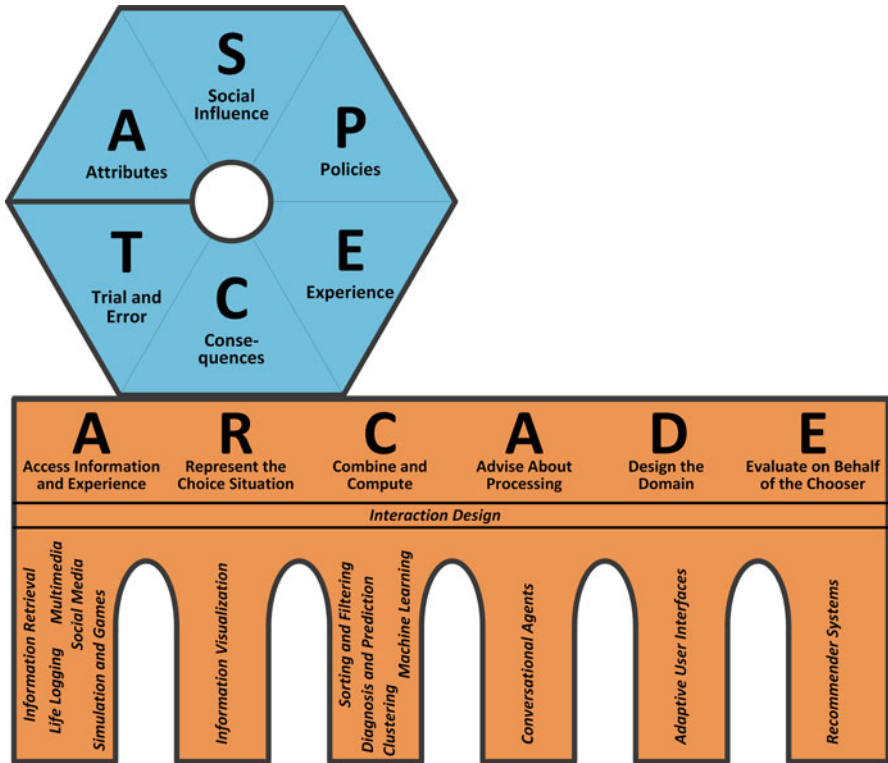 S
Social
Influence
A
Attributes
P
Policies
T
Trial and
Error
C
Conse-
quences
E
Experience
A
Access Information
and Experience
R
Represent the
Choice Situation
C
Combine and
Compute
A
Advise About
Processing
D
Design the
Domain
E
Evaluate on Behalf
of the Chooser
Interaction Design
Information Retrieval
Life Logging
Multimedia
Social Media
Simulation and Games
Information Visualization
Sorting and Filtering
Diagnosis and Prediction
Clustering
Machine Learning
Conversational Agents
Adaptive User Interfaces
Recommender Systems